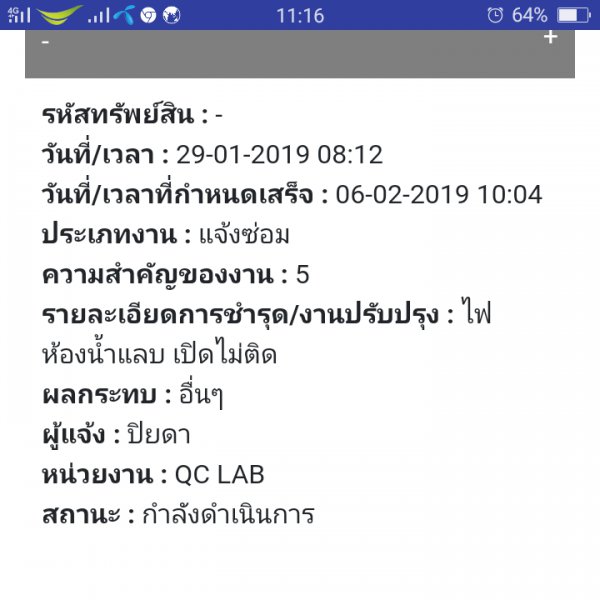 4G 11:16 64%
- +
รหัสทรัพย์สิน : -
วันที่/เวลา : 29-01-2019 08:12
วันที่/เวลาที่กำหนดเสร็จ : 06-02-2019 10:04
ประเภทงาน : แจ้งซ่อม
ความสำคัญของงาน : 5
รายละเอียดการชำรุด/งานปรับปรุง : ไฟ
ห้องน้ำแลบ เปิดไม่ติด
ผลกระทบ : อื่นๆ
ผู้แจ้ง : ปิยดา
หน่วยงาน : QC LAB
สถานะ : กำลังดำเนินการ